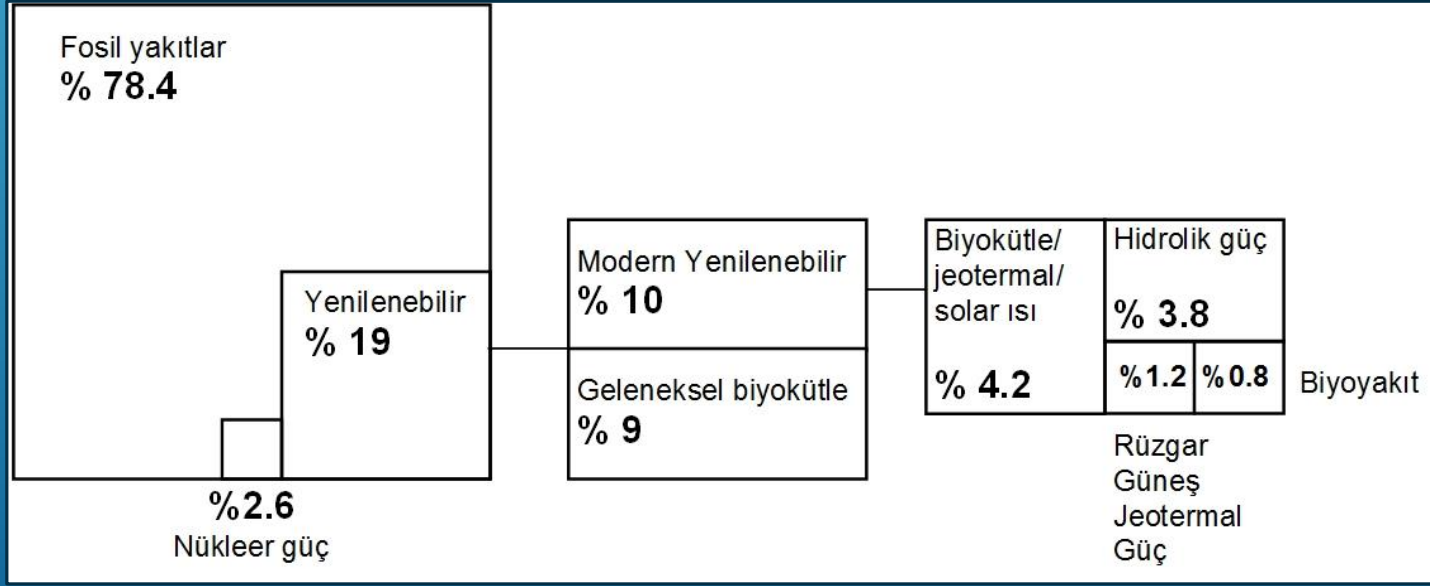 Fosil yakıtlar
% 78.4
Yenilenebilir
% 19
%2.6
Nükleer güç
Modern Yenilenebilir
% 10
Geleneksel biyokütle
% 9
Biyokütle/
jeotermal/
solar ısı
% 4.2
Hidrolik güç
% 3.8
%1.2
%0.8
Biyoyakıt
Rüzgar
Güneş
Jeotermal
Güç